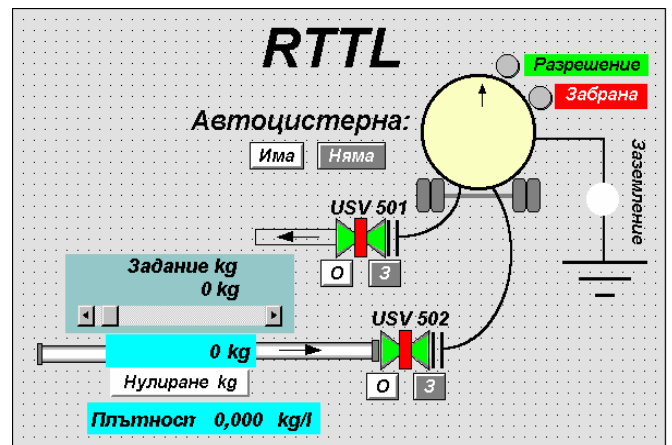 RTTL
Разрешение
Забрана
Автоцистерна:
Има Няма
Заземление
USV 501
О З
Задание kg
0 kg
USV 502
0 kg
О З
Нулиране kg
Плътност 0,000 kg/l